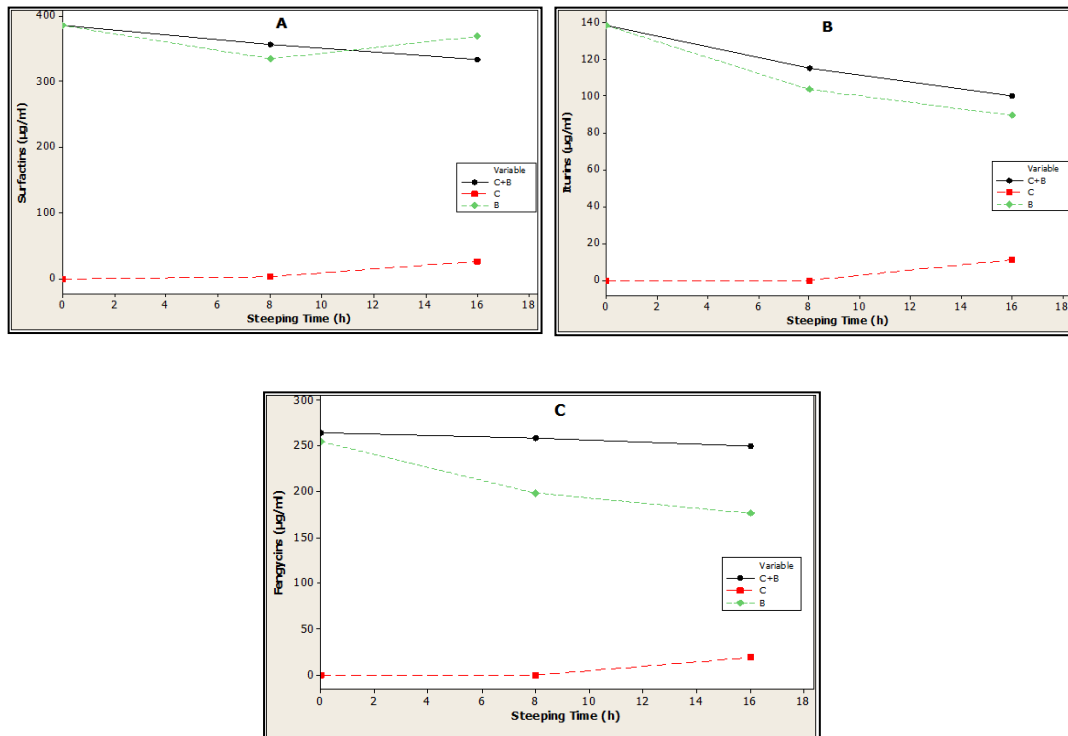 A
Surfactins (µg/ml)
400
300
200
100
0
0 2 4 6 8 10 12 14 16 18
Steeping Time (h)
Variable
C+B
C
B
B
Iturins (µg/ml)
140
120
100
80
60
40
20
0
0 2 4 6 8 10 12 14 16 18
Steeping Time (h)
Variable
C+B
C
B
C
Fengycins (µg/ml)
300
250
200
150
100
50
0
0 2 4 6 8 10 12 14 16 18
Steeping Time (h)
Variable
C+B
C
B